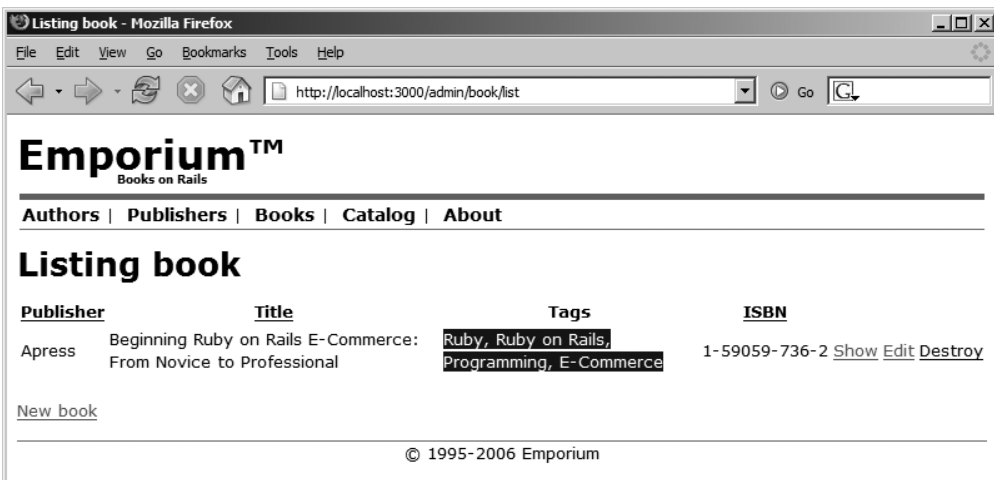 Listing book - Mozilla Firefox
File Edit View Go Bookmarks Tools Help
http://localhost:3000/admin/book/list Go G
Emporium™
Books on Rails
Authors | Publishers | Books | Catalog | About
Listing book
Publisher Title Tags ISBN
Apress Beginning Ruby on Rails E-Commerce: From Novice to Professional Ruby, Ruby on Rails, Programming, E-Commerce 1-59059-736-2 Show Edit Destroy
New book
© 1995-2006 Emporium